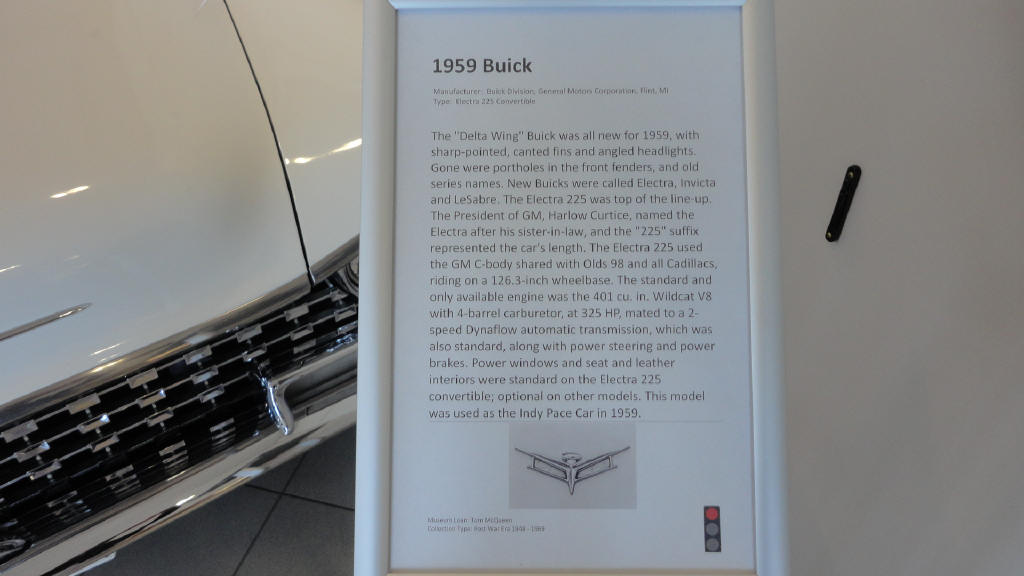 1959 Buick
Manufacturer: Buick Division, General Motors Corporation, Flint, MI
Type: Electra 225 Convertible
The "Delta Wing" Buick was all new for 1959, with
sharp-pointed, canted fins and angled headlights.
Gone were portholes in the front fenders, and old
series names. New Buicks were called Electra, Invicta
and LeSabre. The Electra 225 was top of the line-up.
The President of GM, Harlow Curtice, named the
Electra after his sister-in-law, and the "225" suffix
represented the car's length. The Electra 225 used
the GM C-body shared with Olds 98 and all Cadillacs,
riding on a 126.3-inch wheelbase. The standard and
only available engine was the 401 cu. in. Wildcat V8
with 4-barrel carburetor, at 325 HP, mated to a 2-
speed Dynaflow automatic transmission, which was
also standard, along with power steering and power
brakes. Power windows and seat and leather
interiors were standard on the Electra 225
convertible; optional on other models. This model
was used as the Indy Pace Car in 1959.
Museum Loan: Tom McQueen
Collection Type: Post War Era 1948 - 1969